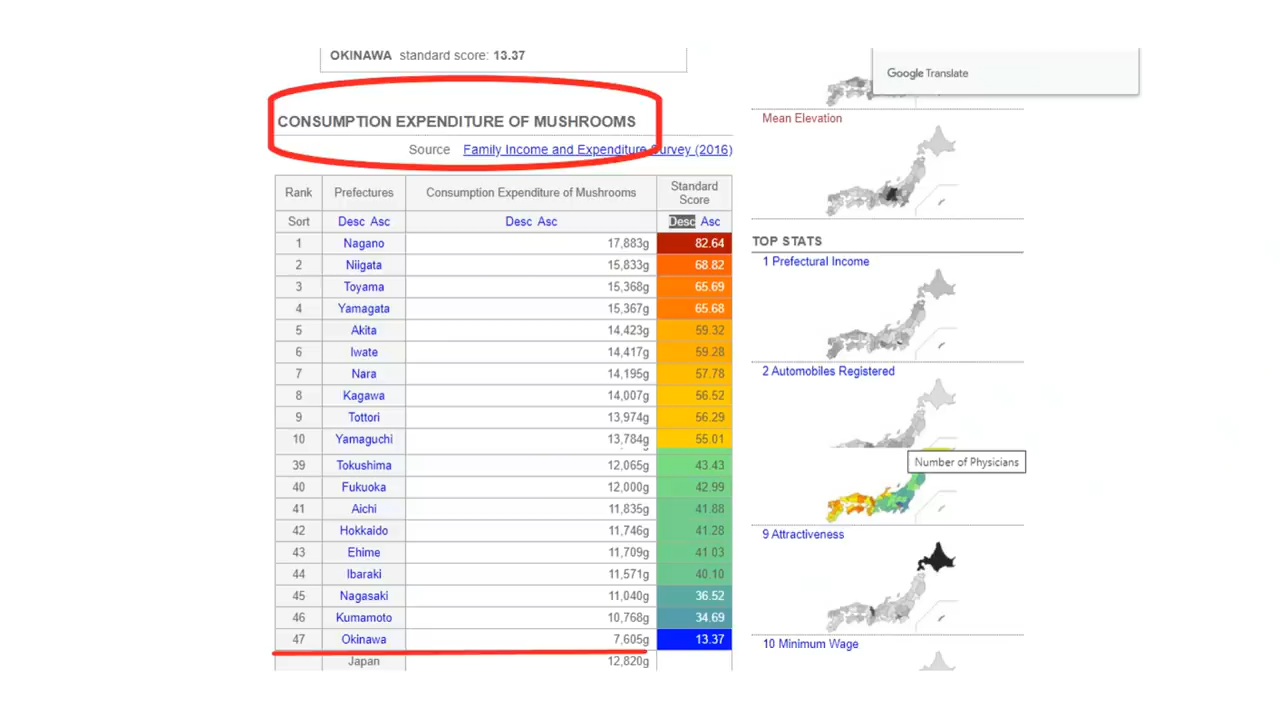 OKINAWA standard score: 13.37
CONSUMPTION EXPENDITURE OF MUSHROOMS
Source Family Income and Expenditure Survey (2016)
Rank Prefectures Consumption Expenditure of Mushrooms Standard Score
Sort Desc Asc Desc Asc Desc Asc
1 Nagano 17,883g 82.64
2 Niigata 15,833g 68.82
3 Toyama 15,368g 65.69
4 Yamagata 15,367g 65.68
5 Akita 14,423g 59.32
6 Iwate 14,417g 59.28
7 Nara 14,195g 57.78
8 Kagawa 14,007g 56.52
9 Tottori 13,974g 56.29
10 Yamaguchi 13,784g 55.01
39 Tokushima 12,065g 43.43
40 Fukuoka 12,000g 42.99
41 Aichi 11,835g 41.88
42 Hokkaido 11,746g 41.28
43 Ehime 11,709g 41.03
44 Ibaraki 11,571g 40.10
45 Nagasaki 11,040g 36.52
46 Kumamoto 10,768g 34.69
47 Okinawa 7,605g 13.37
Japan 12,820g
Google Translate
Mean Elevation
TOP STATS
1 Prefectural Income
2 Automobiles Registered
Number of Physicians
9 Attractiveness
10 Minimum Wage